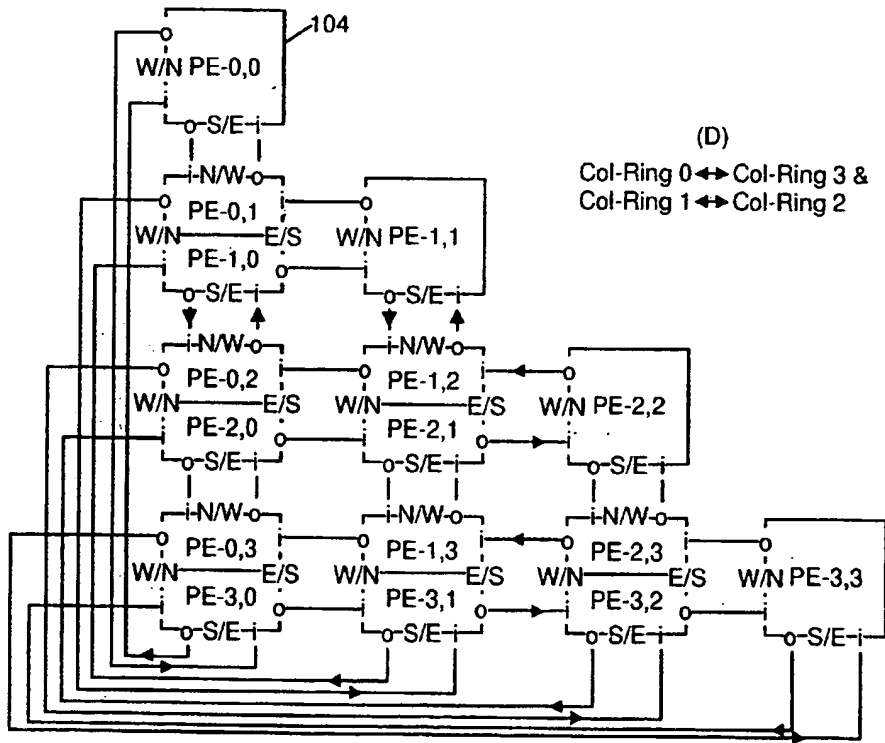 104
o
W/N PE-0,0
i
o S/E i
(D)
Col-Ring 0 ↔ Col-Ring 3 &
Col-Ring 1 ↔ Col-Ring 2
i N/W o
o PE-0,1 i o
W/N E/S W/N PE-1,1
i PE-1,0 o i
o S/E i o S/E i
i N/W o i N/W o
o PE-0,2 i o PE-1,2 i o
W/N E/S W/N E/S W/N PE-2,2
i PE-2,0 o i PE-2,1 o i
o S/E i o S/E i o S/E i
i N/W o i N/W o i N/W o
o PE-0,3 i o PE-1,3 i o PE-2,3 i o
W/N E/S W/N E/S W/N E/S W/N PE-3,3
i PE-3,0 o i PE-3,1 o i PE-3,2 o i
o S/E i o S/E i o S/E i o S/E i